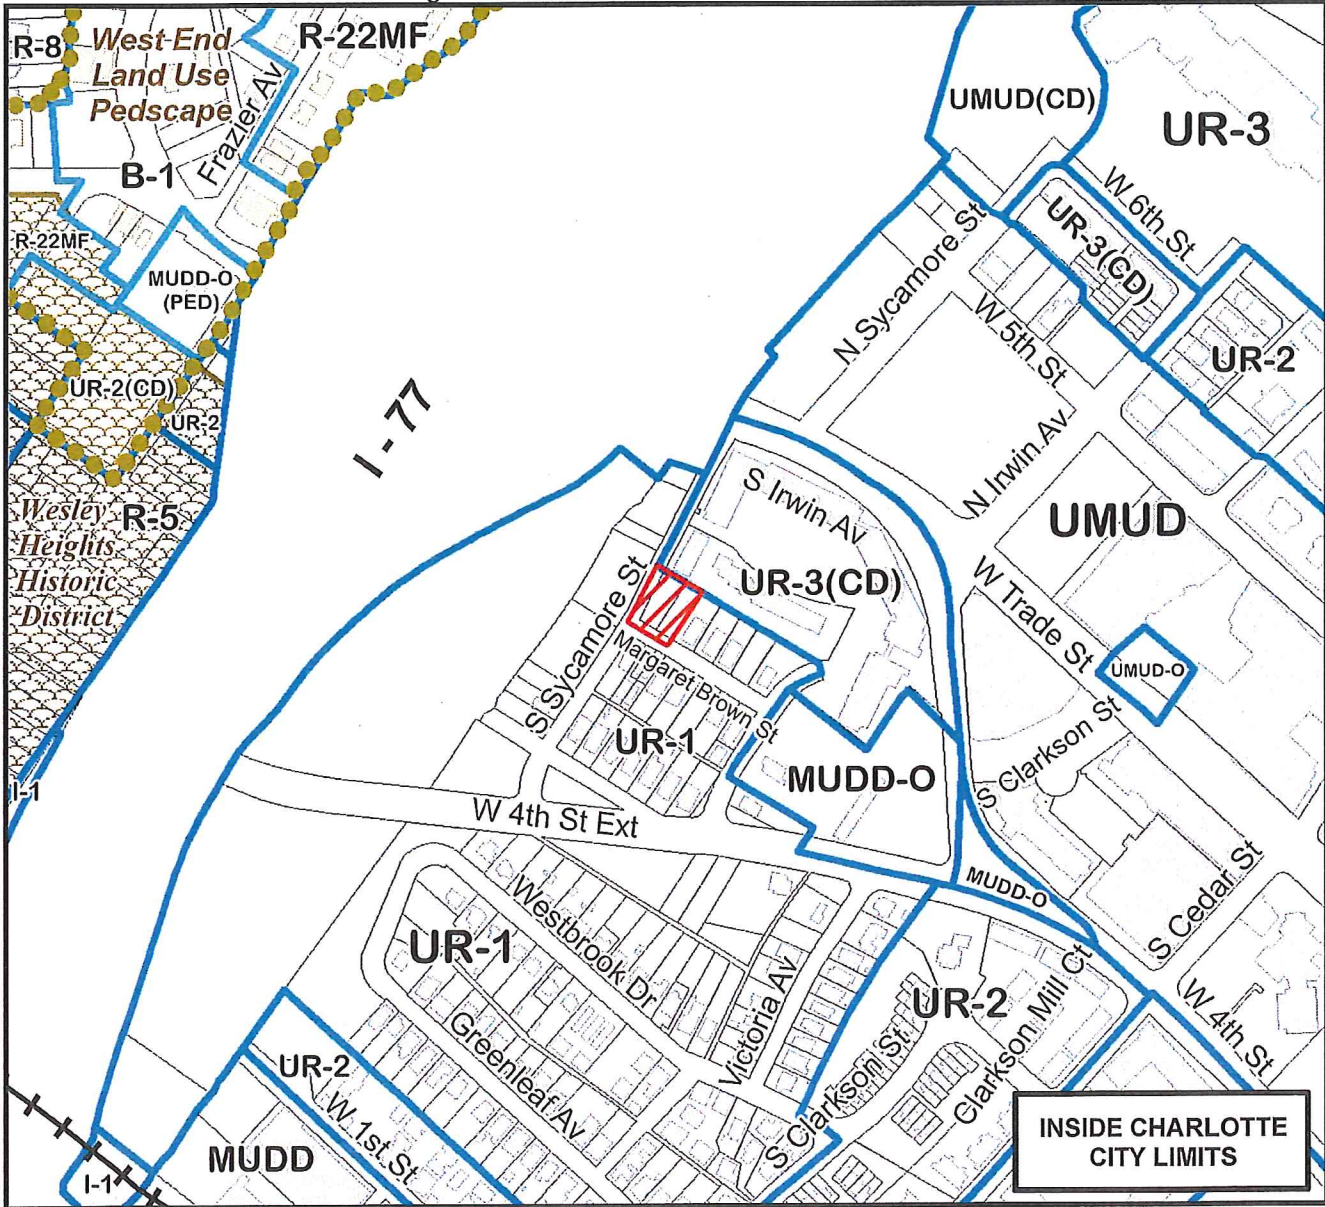 R-8
West End
Land Use
Pedscape
R-22MF
Frazier Av
B-1
UMUD(CD)
UR-3
W 6th St
UR-3(CD)
R-22MF
MUDD-O
(PED)
N Sycamore St
W 5th St
UR-2
UR-2(CD)
UR-2
I - 77
N Irwin Av
S Irwin Av
UMUD
Wesley
Heights
Historic
District
R-5
UR-3(CD)
W Trade St
S Sycamore St
Margaret Brown St
UMUD-O
UR-1
MUDD-O
S Clarkson St
I-1
W 4th St Ext
MUDD-O
S Cedar St
UR-1
Westbrook Dr
Victoria Av
UR-2
Clarkson Mill Ct
W 4th St
Greenleaf Av
S Clarkson St
UR-2
W 1st St
MUDD
I-1
INSIDE CHARLOTTE
CITY LIMITS